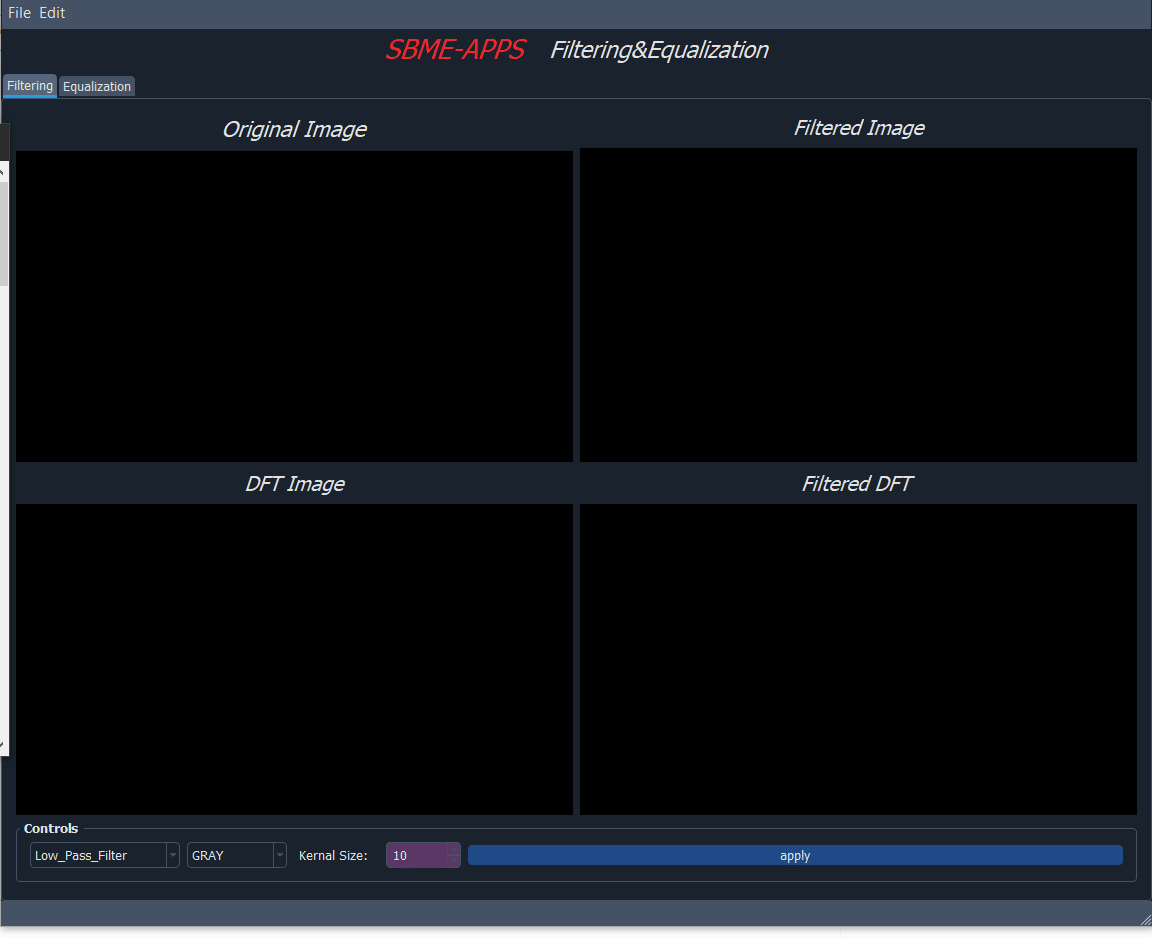 File Edit
SBME-APPS Filtering&Equalization
Filtering Equalization
Original Image Filtered Image
DFT Image Filtered DFT
Controls
Low_Pass_Filter GRAY Kernal Size: 10 apply